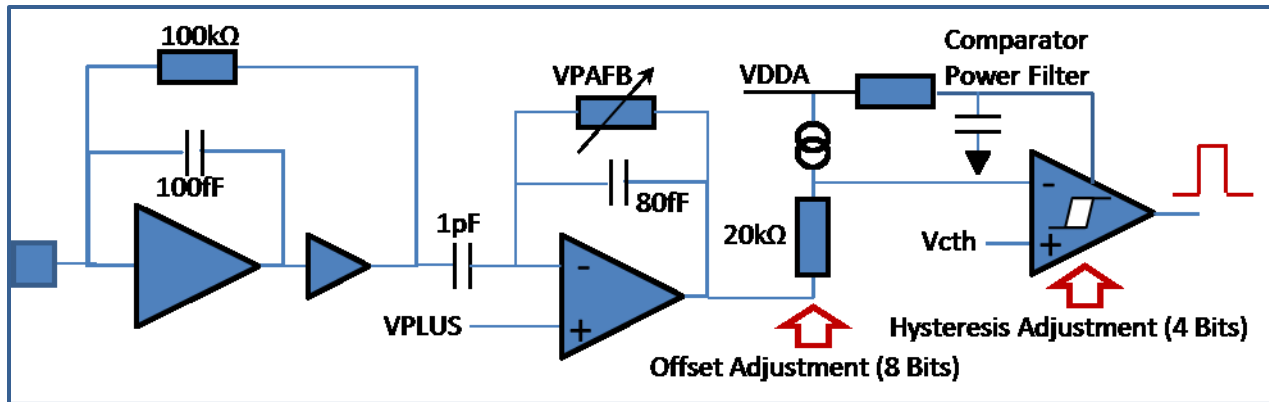 100kΩ
100fF
1pF
VPAFB
80fF
-
+
VPLUS
VDDA
20kΩ
Offset Adjustment (8 Bits)
Comparator
Power Filter
-
+
Vcth
Hysteresis Adjustment (4 Bits)